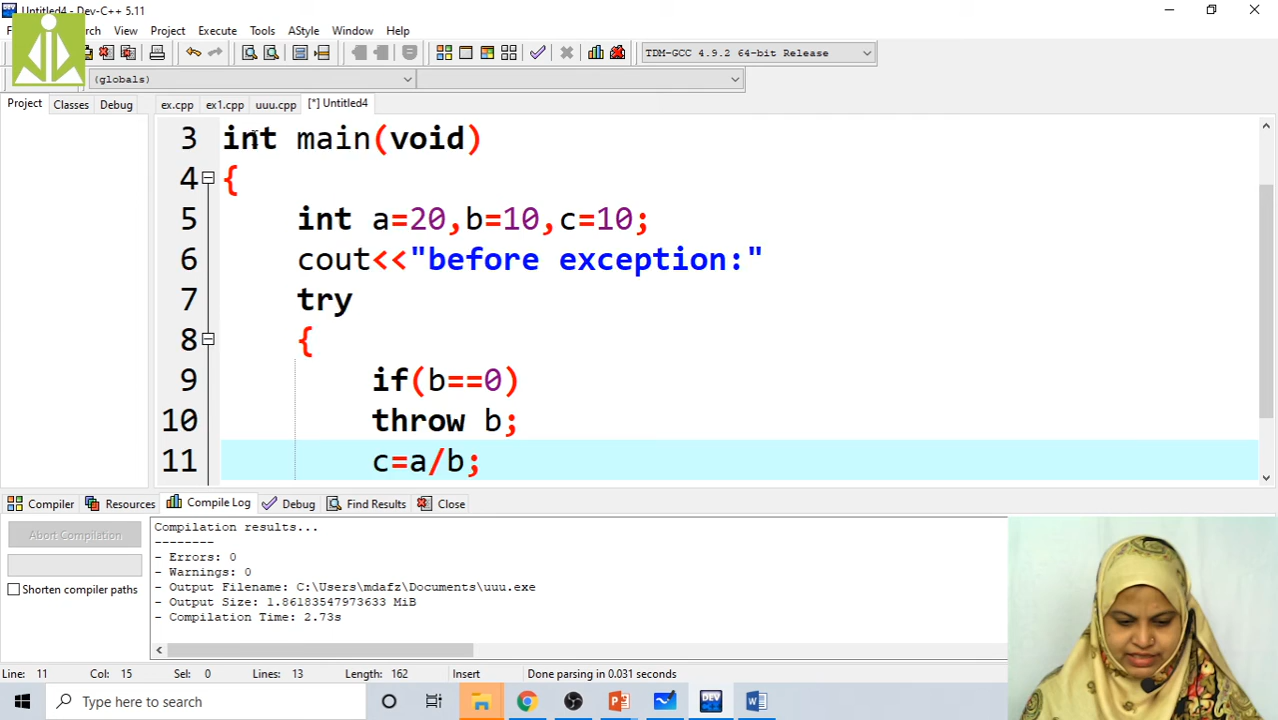 Untitled4 - Dev-C++ 5.11
View Project Execute Tools AStyle Window Help
TDM-GCC 4.9.2 64-bit Release
(globals)
Project Classes Debug ex.cpp ex1.cpp uuu.cpp [*] Untitled4
3 int main(void)
4 {
5 int a=20,b=10,c=10;
6 cout<<"before exception:"
7 try
8 {
9 if(b==0)
10 throw b;
11 c=a/b;
Compiler Resources Compile Log Debug Find Results Close
Abort Compilation
Shorten compiler paths
Compilation results...
--------
- Errors: 0
- Warnings: 0
- Output Filename: C:\Users\mdafz\Documents\uuu.exe
- Output Size: 1.86183547973633 MiB
- Compilation Time: 2.73s
Line: 11 Col: 15 Sel: 0 Lines: 13 Length: 162 Insert Done parsing in 0.031 seconds
Type here to search
DEV